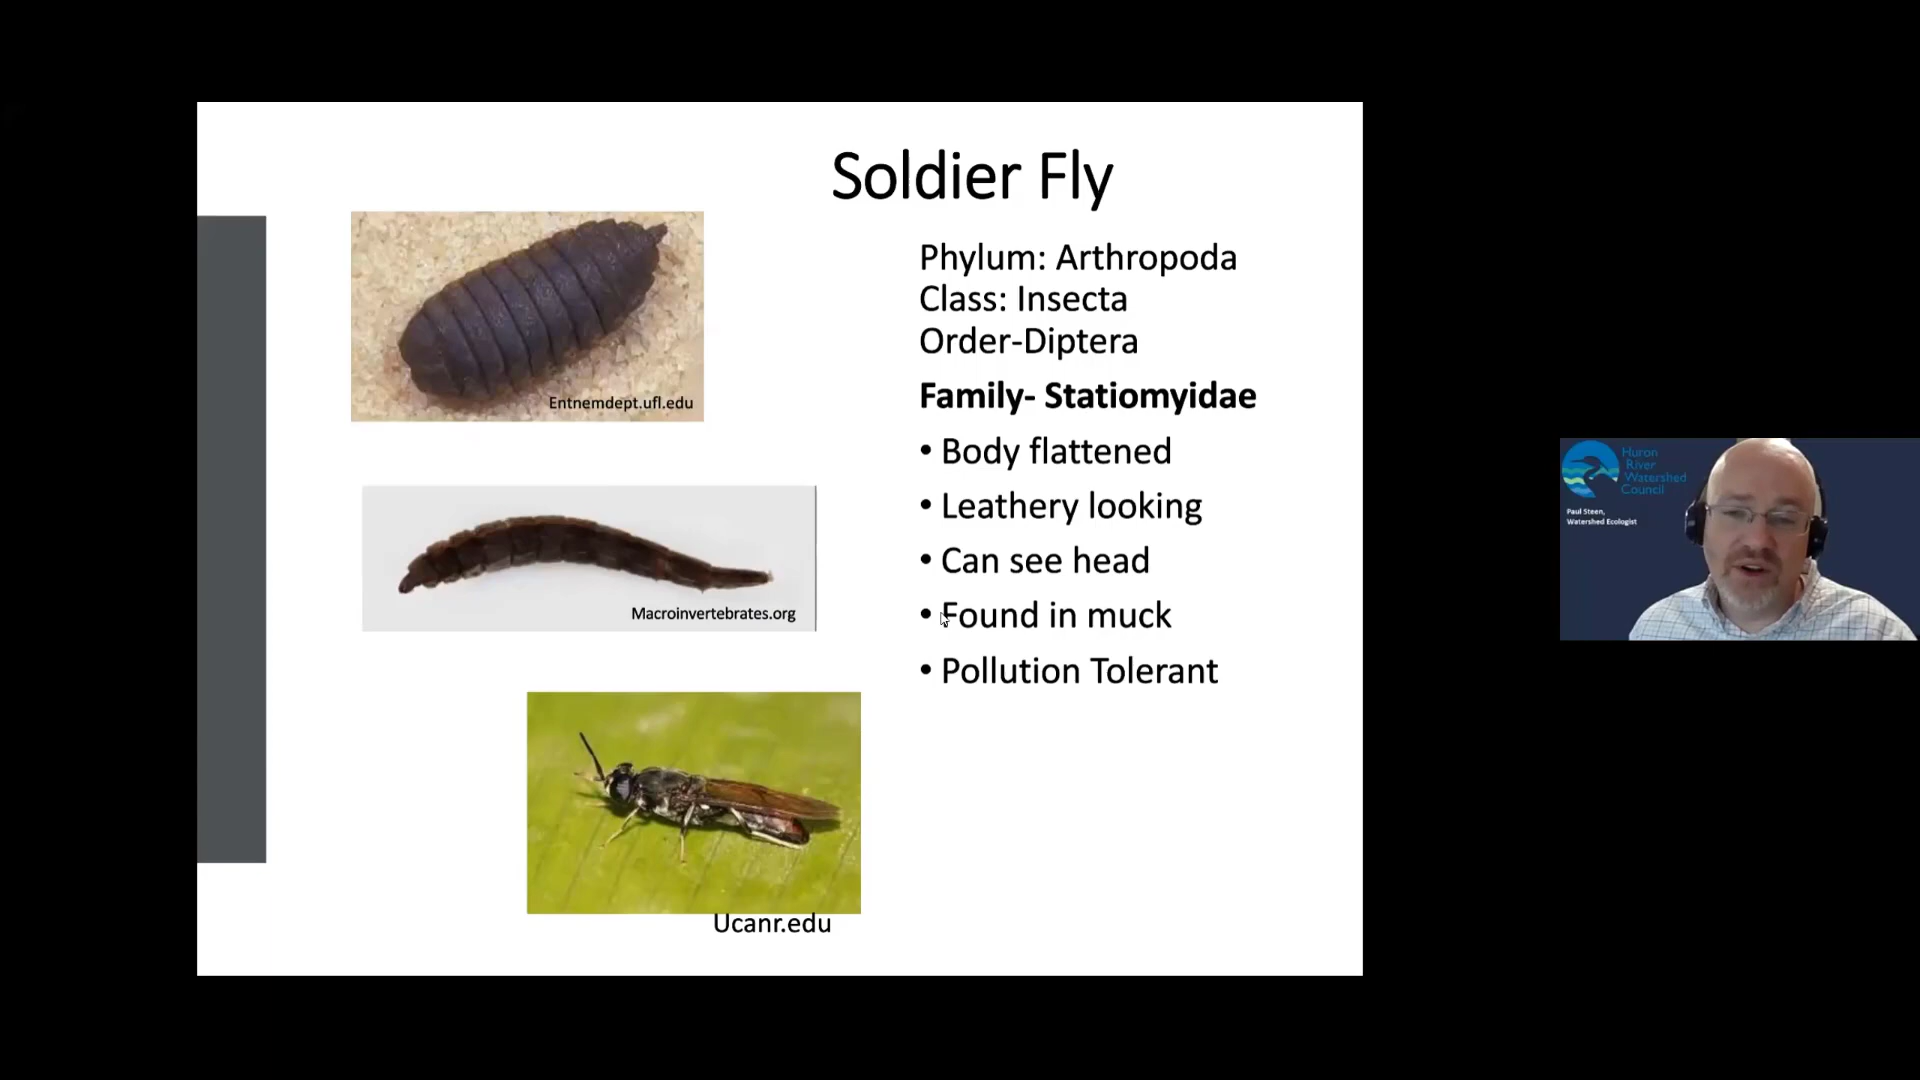 Soldier Fly
Phylum: Arthropoda
Class: Insecta
Order-Diptera
Family- Statiomyidae
• Body flattened
• Leathery looking
• Can see head
• Found in muck
• Pollution Tolerant
Entnemdept.ufl.edu
Macroinvertebrates.org
Ucanr.edu
Huron
River
Watershed
Council
Paul Steen,
Watershed Ecologist